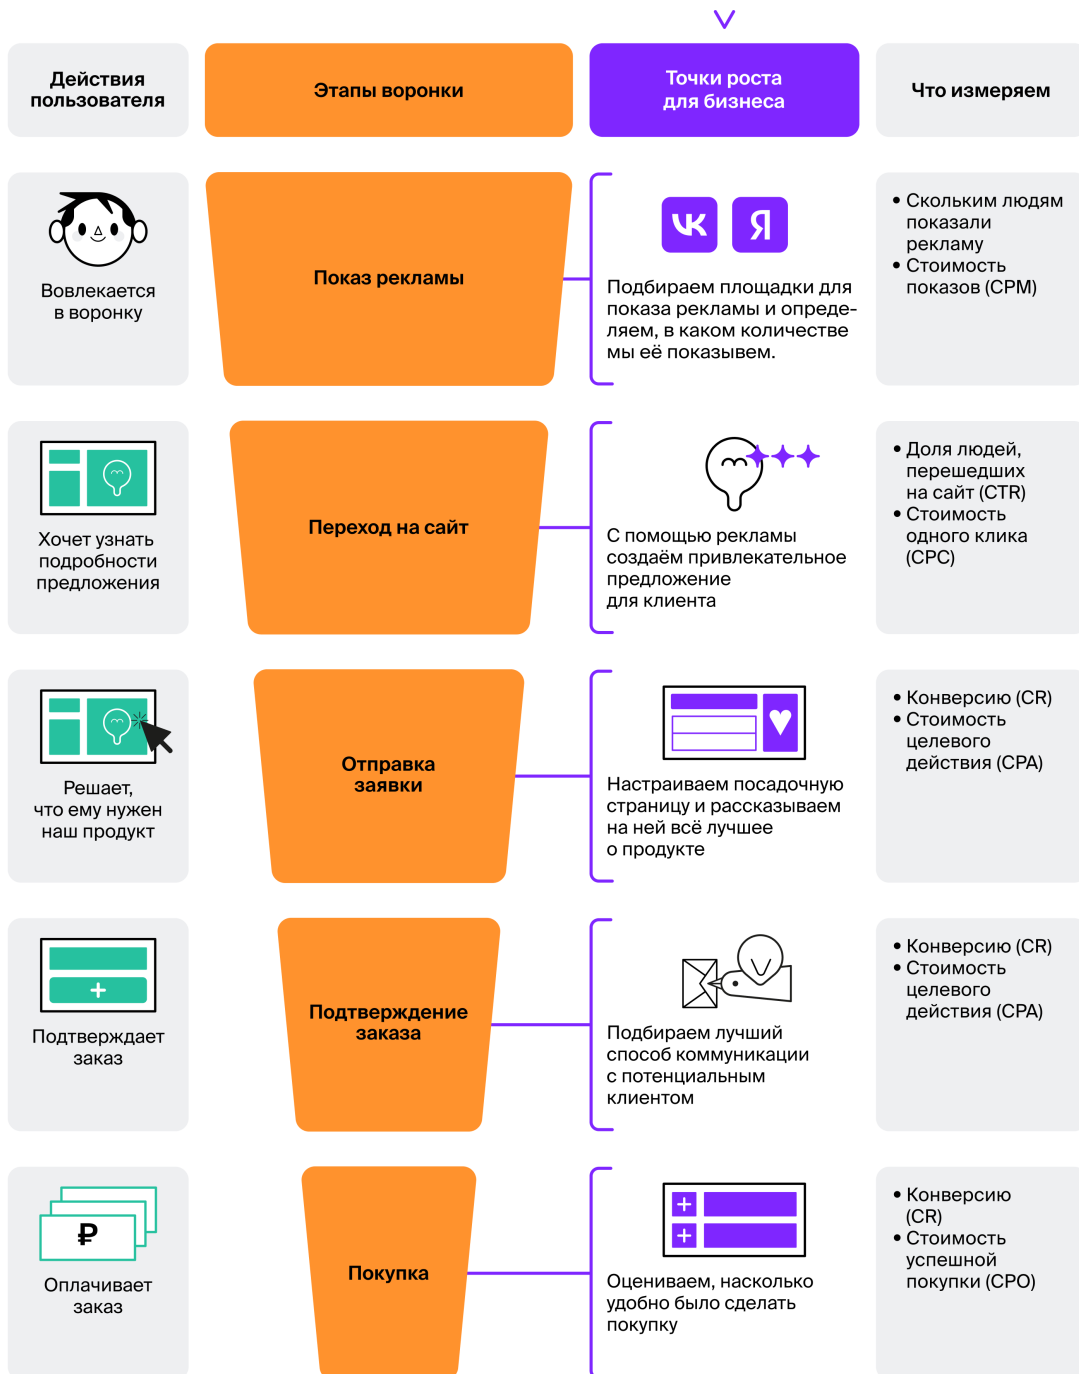 Действия
пользователя
Этапы воронки
Точки роста
для бизнеса
Что измеряем
Вовлекается
в воронку
Показ рекламы
VK Я
Подбираем площадки для
показа рекламы и опреде-
ляем, в каком количестве
мы её показывем.
• Скольким людям
показали
рекламу
• Стоимость
показов (CPM)
Хочет узнать
подробности
предложения
Переход на сайт
С помощью рекламы
создаём привлекательное
предложение
для клиента
• Доля людей,
перешедших
на сайт (CTR)
• Стоимость
одного клика
(CPC)
Решает,
что ему нужен
наш продукт
Отправка
заявки
Настраиваем посадочную
страницу и рассказываем
на ней всё лучшее
о продукте
• Конверсию (CR)
• Стоимость
целевого
действия (CPA)
Подтверждает
заказ
Подтверждение
заказа
Подбираем лучший
способ коммуникации
с потенциальным
клиентом
• Конверсию (CR)
• Стоимость
целевого
действия (CPA)
₽
Оплачивает
заказ
Покупка
Оцениваем, насколько
удобно было сделать
покупку
• Конверсию
(CR)
• Стоимость
успешной
покупки (CPO)